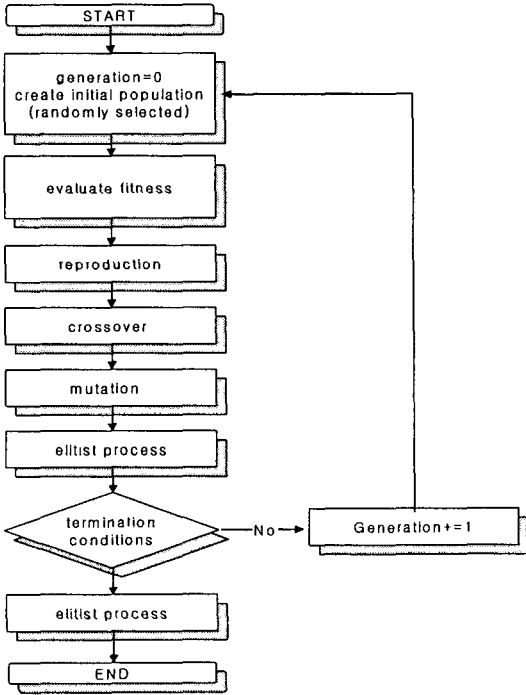 START
generation=0
create initial population
(randomly selected)
evaluate fitness
reproduction
crossover
mutation
elitist process
termination
conditions
No
Generation+=1
elitist process
END